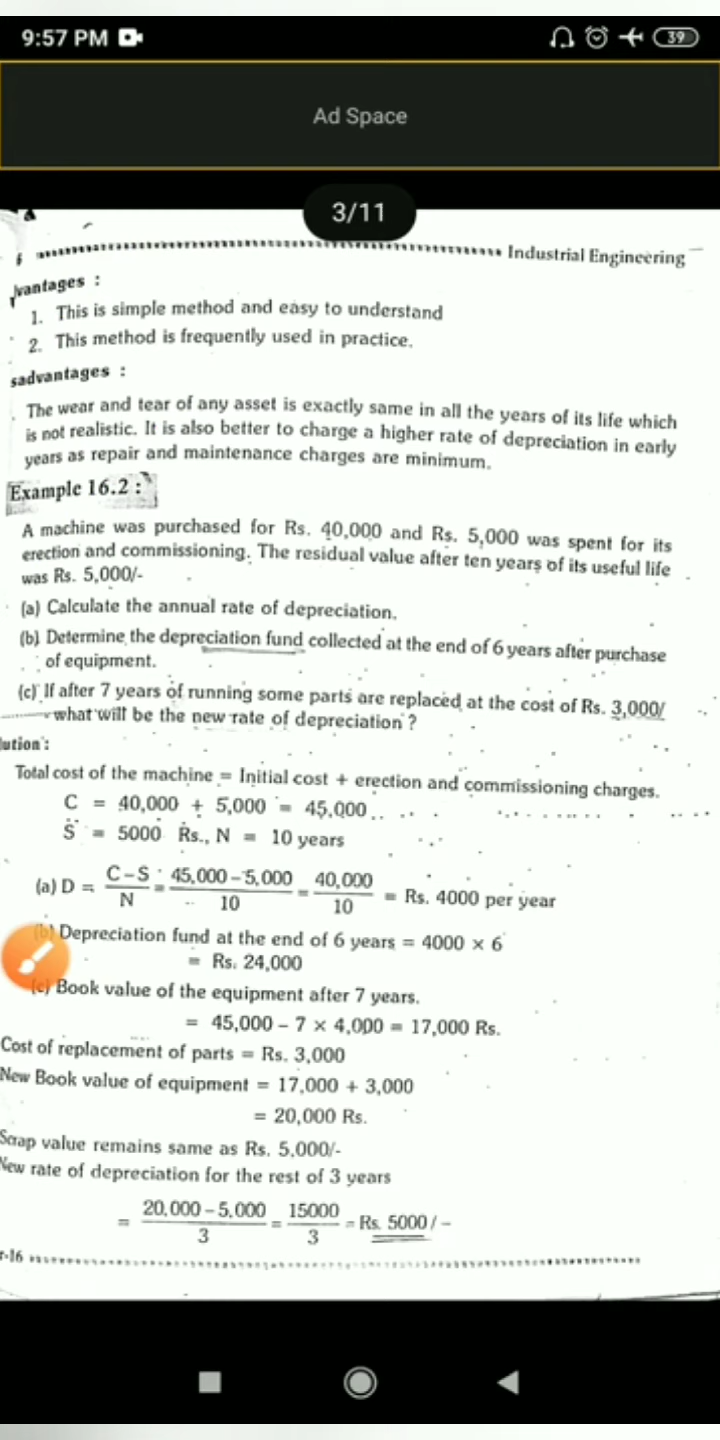 9:57 PM
39
Ad Space
3/11
Industrial Engineering
vantages :
1. This is simple method and easy to understand
2. This method is frequently used in practice.
sadvantages :
The wear and tear of any asset is exactly same in all the years of its life which
is not realistic. It is also better to charge a higher rate of depreciation in early
years as repair and maintenance charges are minimum.
Example 16.2 :
A machine was purchased for Rs. 40,000 and Rs. 5,000 was spent for its
erection and commissioning. The residual value after ten years of its useful life
was Rs. 5,000/-
(a) Calculate the annual rate of depreciation.
(b) Determine the depreciation fund collected at the end of 6 years after purchase
of equipment.
(c) If after 7 years of running some parts are replaced at the cost of Rs. 3,000/
- what will be the new rate of depreciation ?
lution :
Total cost of the machine = Initial cost + erection and commissioning charges.
C = 40,000 + 5,000 = 45,000
S = 5000 Rs., N = 10 years
(a) D = C-S / N = 45,000 - 5,000 / 10 = 40,000 / 10 = Rs. 4000 per year
(b) Depreciation fund at the end of 6 years = 4000 × 6
= Rs. 24,000
(c) Book value of the equipment after 7 years.
= 45,000 - 7 × 4,000 = 17,000 Rs.
Cost of replacement of parts = Rs. 3,000
New Book value of equipment = 17,000 + 3,000
= 20,000 Rs.
Scrap value remains same as Rs. 5,000/-
New rate of depreciation for the rest of 3 years
= 20,000 - 5,000 / 3 = 15000 / 3 = Rs. 5000 / -
r-16